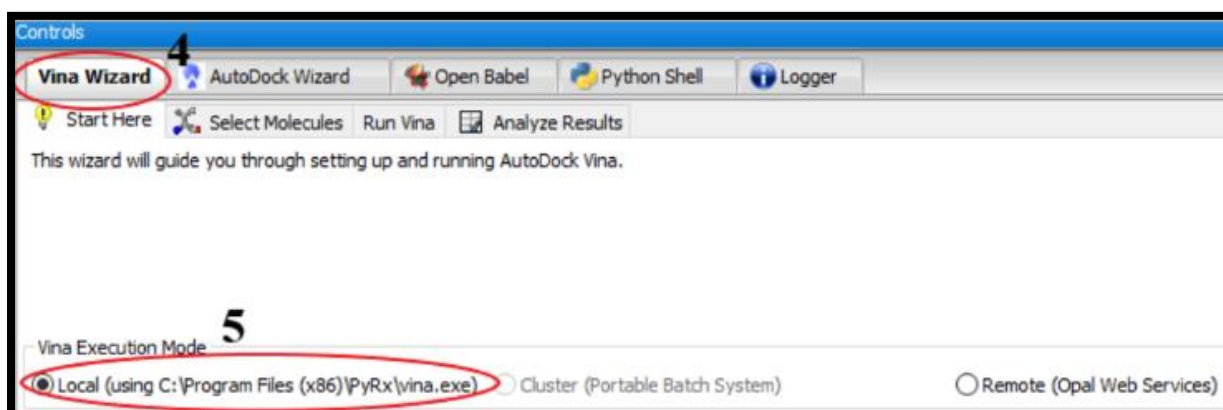 Controls
4
Vina Wizard AutoDock Wizard Open Babel Python Shell Logger
Start Here Select Molecules Run Vina Analyze Results
This wizard will guide you through setting up and running AutoDock Vina.
5
Vina Execution Mode
Local (using C:\Program Files (x86)\PyRx\vina.exe) Cluster (Portable Batch System) Remote (Opal Web Services)